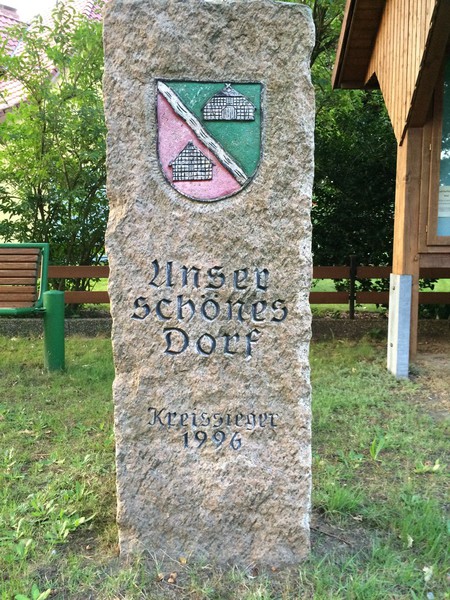 Unser
schönes
Dorf
Kreissieger
1996